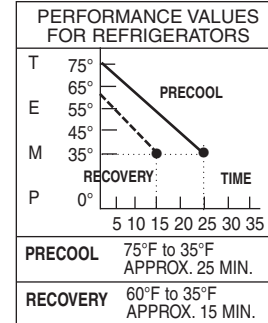 PERFORMANCE VALUES
FOR REFRIGERATORS
T 75°
65°
PRECOOL
E 55°
45°
M 35°
RECOVERY TIME
P 0°
5 10 15 20 25 30 35
PRECOOL 75°F to 35°F
APPROX. 25 MIN.
RECOVERY 60°F to 35°F
APPROX. 15 MIN.